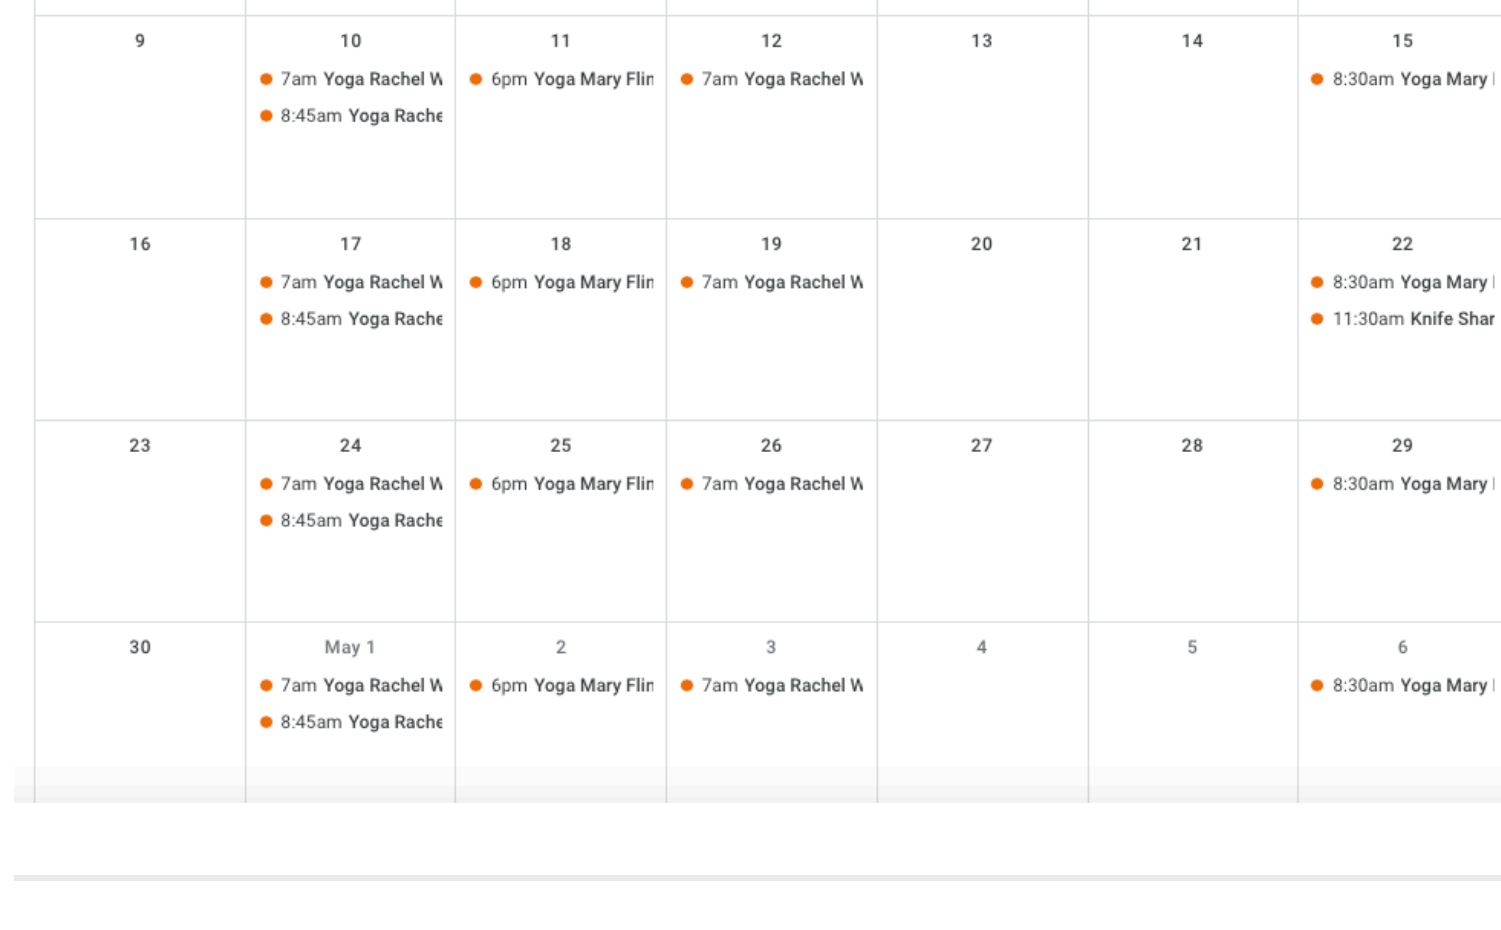 9 10 11 12 13 14 15
7am Yoga Rachel W 6pm Yoga Mary Flin 7am Yoga Rachel W 8:30am Yoga Mary
8:45am Yoga Rache
16 17 18 19 20 21 22
7am Yoga Rachel W 6pm Yoga Mary Flin 7am Yoga Rachel W 8:30am Yoga Mary
8:45am Yoga Rache 11:30am Knife Shar
23 24 25 26 27 28 29
7am Yoga Rachel W 6pm Yoga Mary Flin 7am Yoga Rachel W 8:30am Yoga Mary
8:45am Yoga Rache
30 May 1 2 3 4 5 6
7am Yoga Rachel W 6pm Yoga Mary Flin 7am Yoga Rachel W 8:30am Yoga Mary
8:45am Yoga Rache